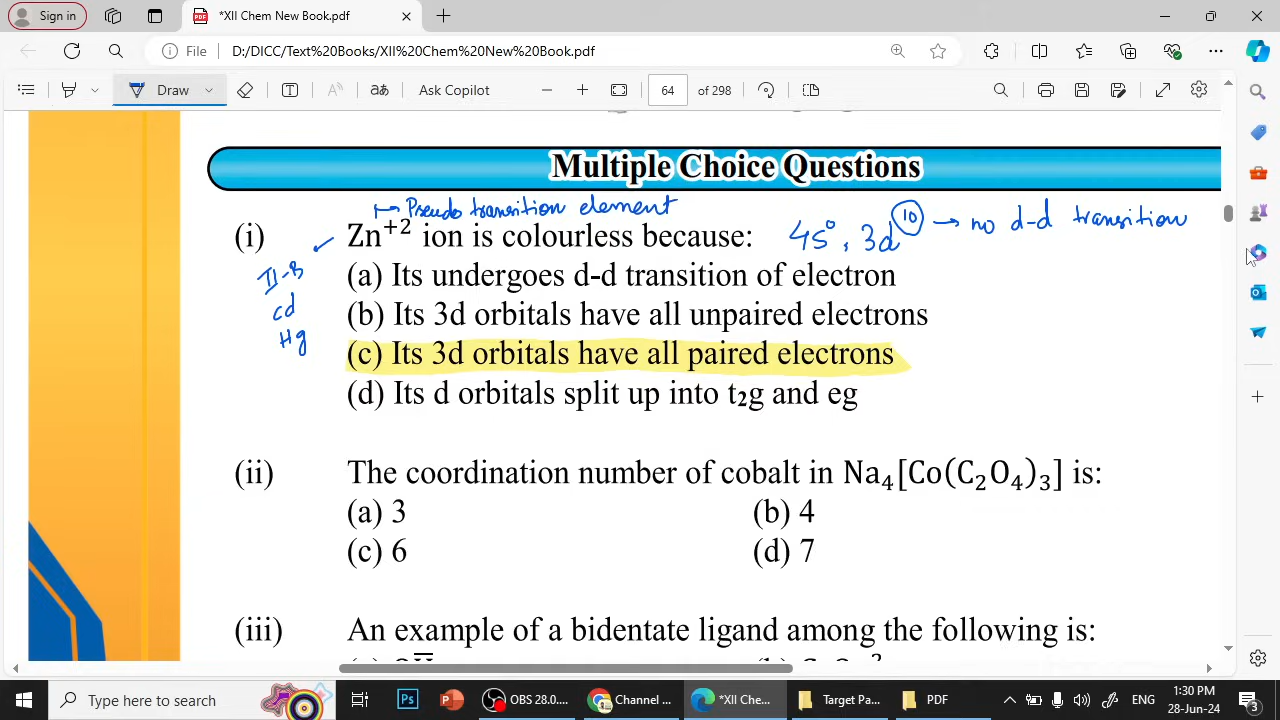 Sign in
*XII Chem New Book.pdf
File
D:/DICC/Text%20Books/XII%20Chem%20New%20Book.pdf
Draw
Ask Copilot
64 of 298
Multiple Choice Questions
Pseudo transition element
(i) Zn⁺² ion is colourless because: 4s⁰, 3d¹⁰ → no d-d transition
II-B
Cd
Hg
(a) Its undergoes d-d transition of electron
(b) Its 3d orbitals have all unpaired electrons
(c) Its 3d orbitals have all paired electrons
(d) Its d orbitals split up into t₂g and eg
(ii) The coordination number of cobalt in Na₄[Co(C₂O₄)₃] is:
(a) 3 (b) 4
(c) 6 (d) 7
(iii) An example of a bidentate ligand among the following is:
Type here to search
OBS 28.0...
Channel ...
*XII Che...
Target Pa...
PDF
ENG
1:30 PM
28-Jun-24
3